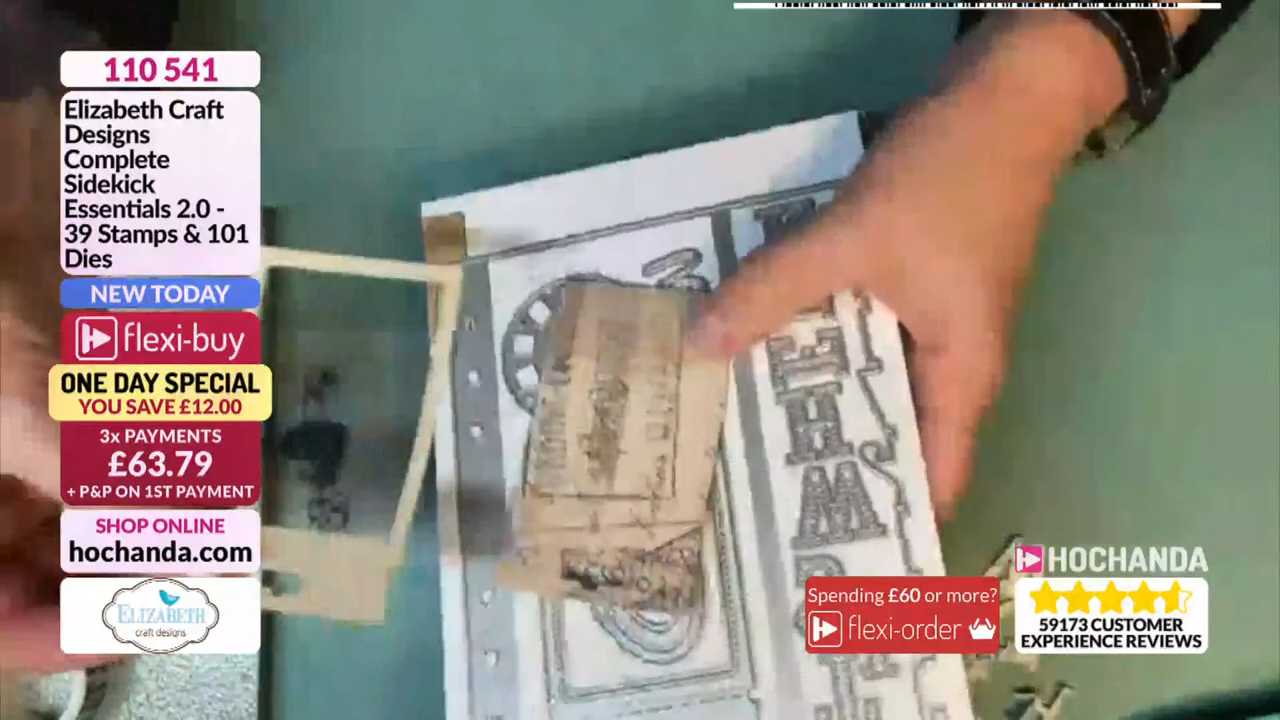 110 541
Elizabeth Craft
Designs
Complete
Sidekick
Essentials 2.0 -
39 Stamps & 101
Dies
NEW TODAY
flexi-buy
ONE DAY SPECIAL
YOU SAVE £12.00
3x PAYMENTS
£63.79
+ P&P ON 1ST PAYMENT
SHOP ONLINE
hochanda.com
ELIZABETH
craft designs
HOCHANDA
Spending £60 or more?
flexi-order
59173 CUSTOMER
EXPERIENCE REVIEWS